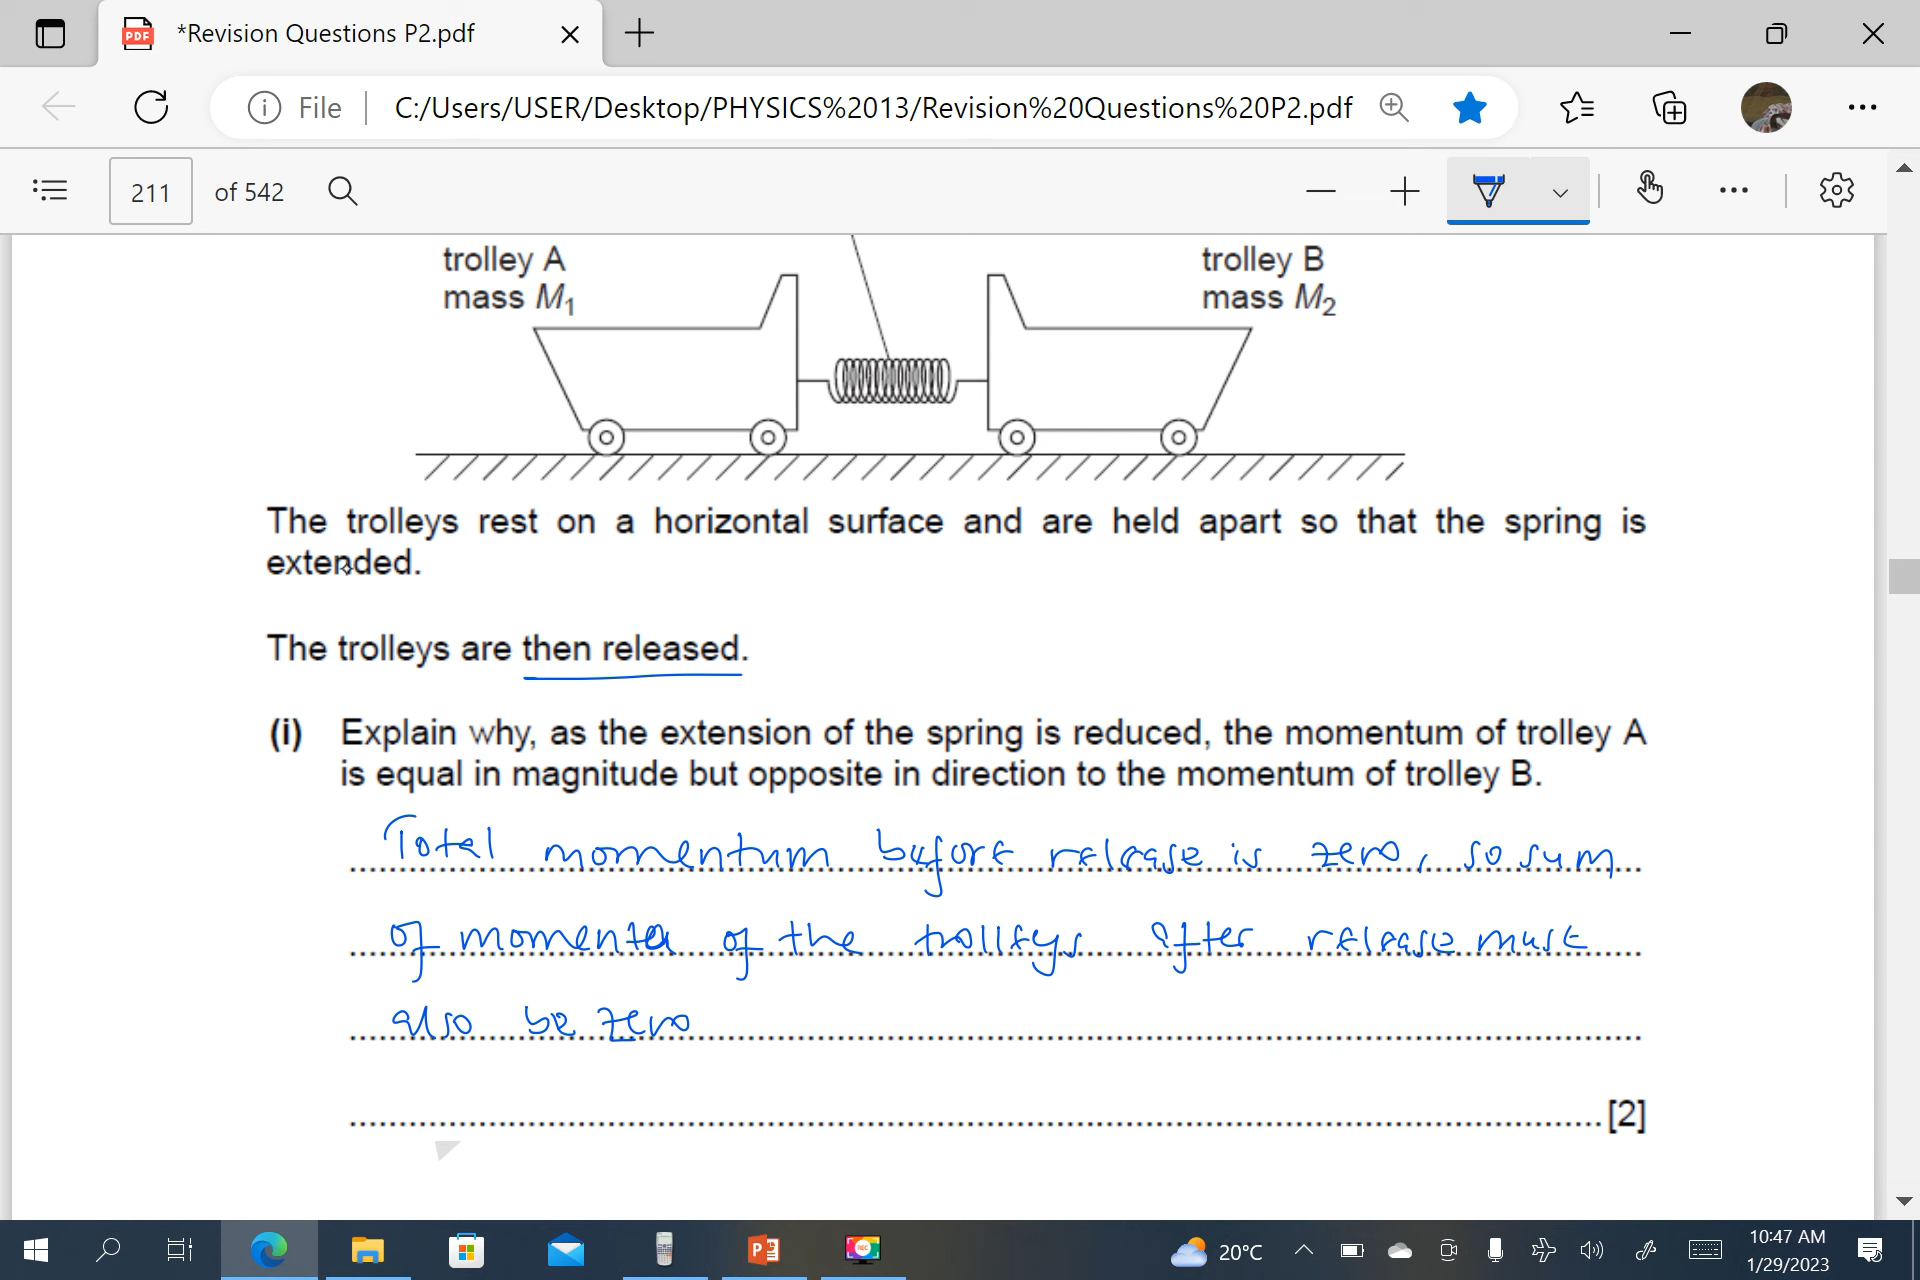 *Revision Questions P2.pdf
File | C:/Users/USER/Desktop/PHYSICS%2013/Revision%20Questions%20P2.pdf
211 of 542
trolley A
mass M₁
trolley B
mass M₂
The trolleys rest on a horizontal surface and are held apart so that the spring is
extended.
The trolleys are then released.
(i) Explain why, as the extension of the spring is reduced, the momentum of trolley A
is equal in magnitude but opposite in direction to the momentum of trolley B.
Total momentum before release is zero, so sum
of momenta of the trolleys after release must
also be zero
[2]
20°C
10:47 AM
1/29/2023